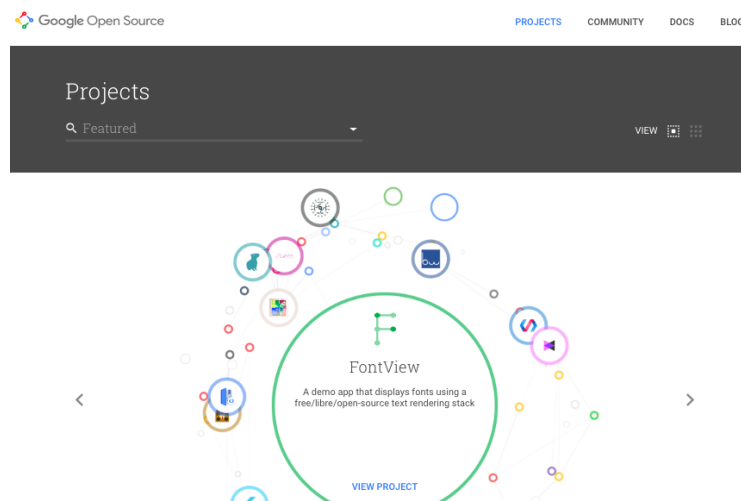 Google Open Source
PROJECTS COMMUNITY DOCS
Projects
Featured
VIEW
FontView
A demo app that displays fonts using a
free/libre/open-source text rendering stack
VIEW PROJECT